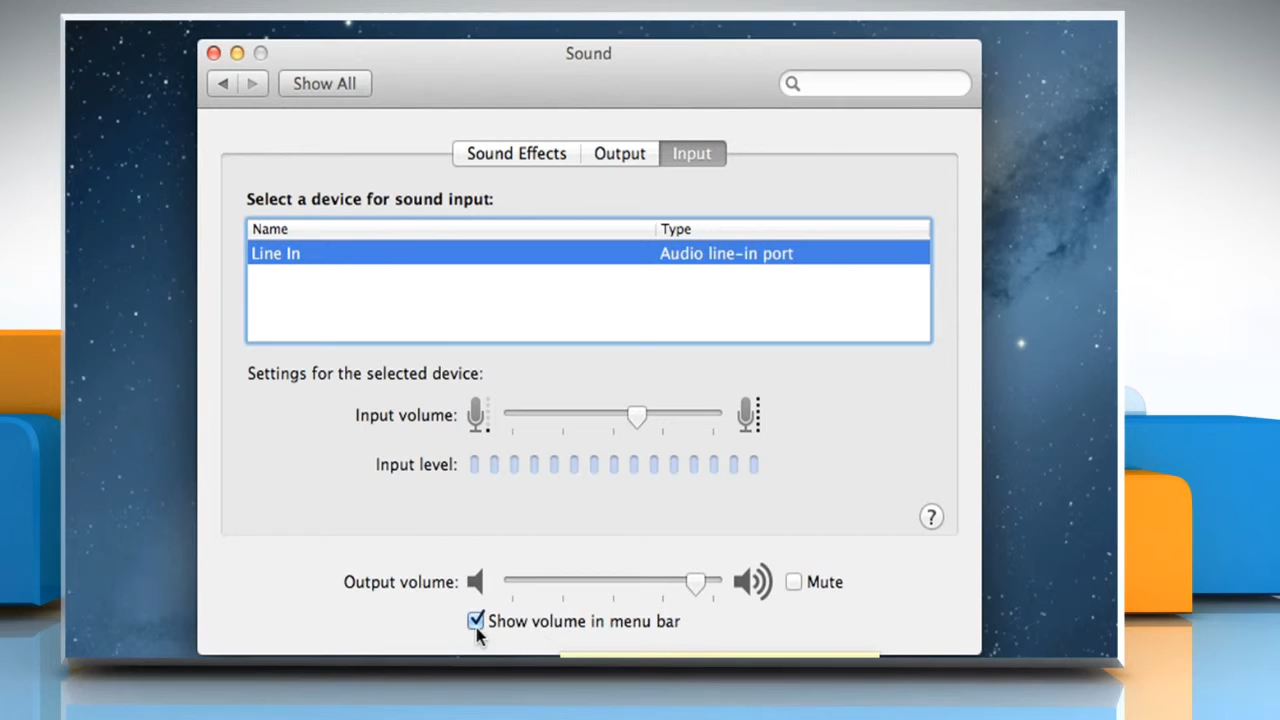 Sound
Show All
Sound Effects Output Input
Select a device for sound input:
Name Type
Line In Audio line-in port
Settings for the selected device:
Input volume:
Input level:
?
Output volume: Mute
Show volume in menu bar